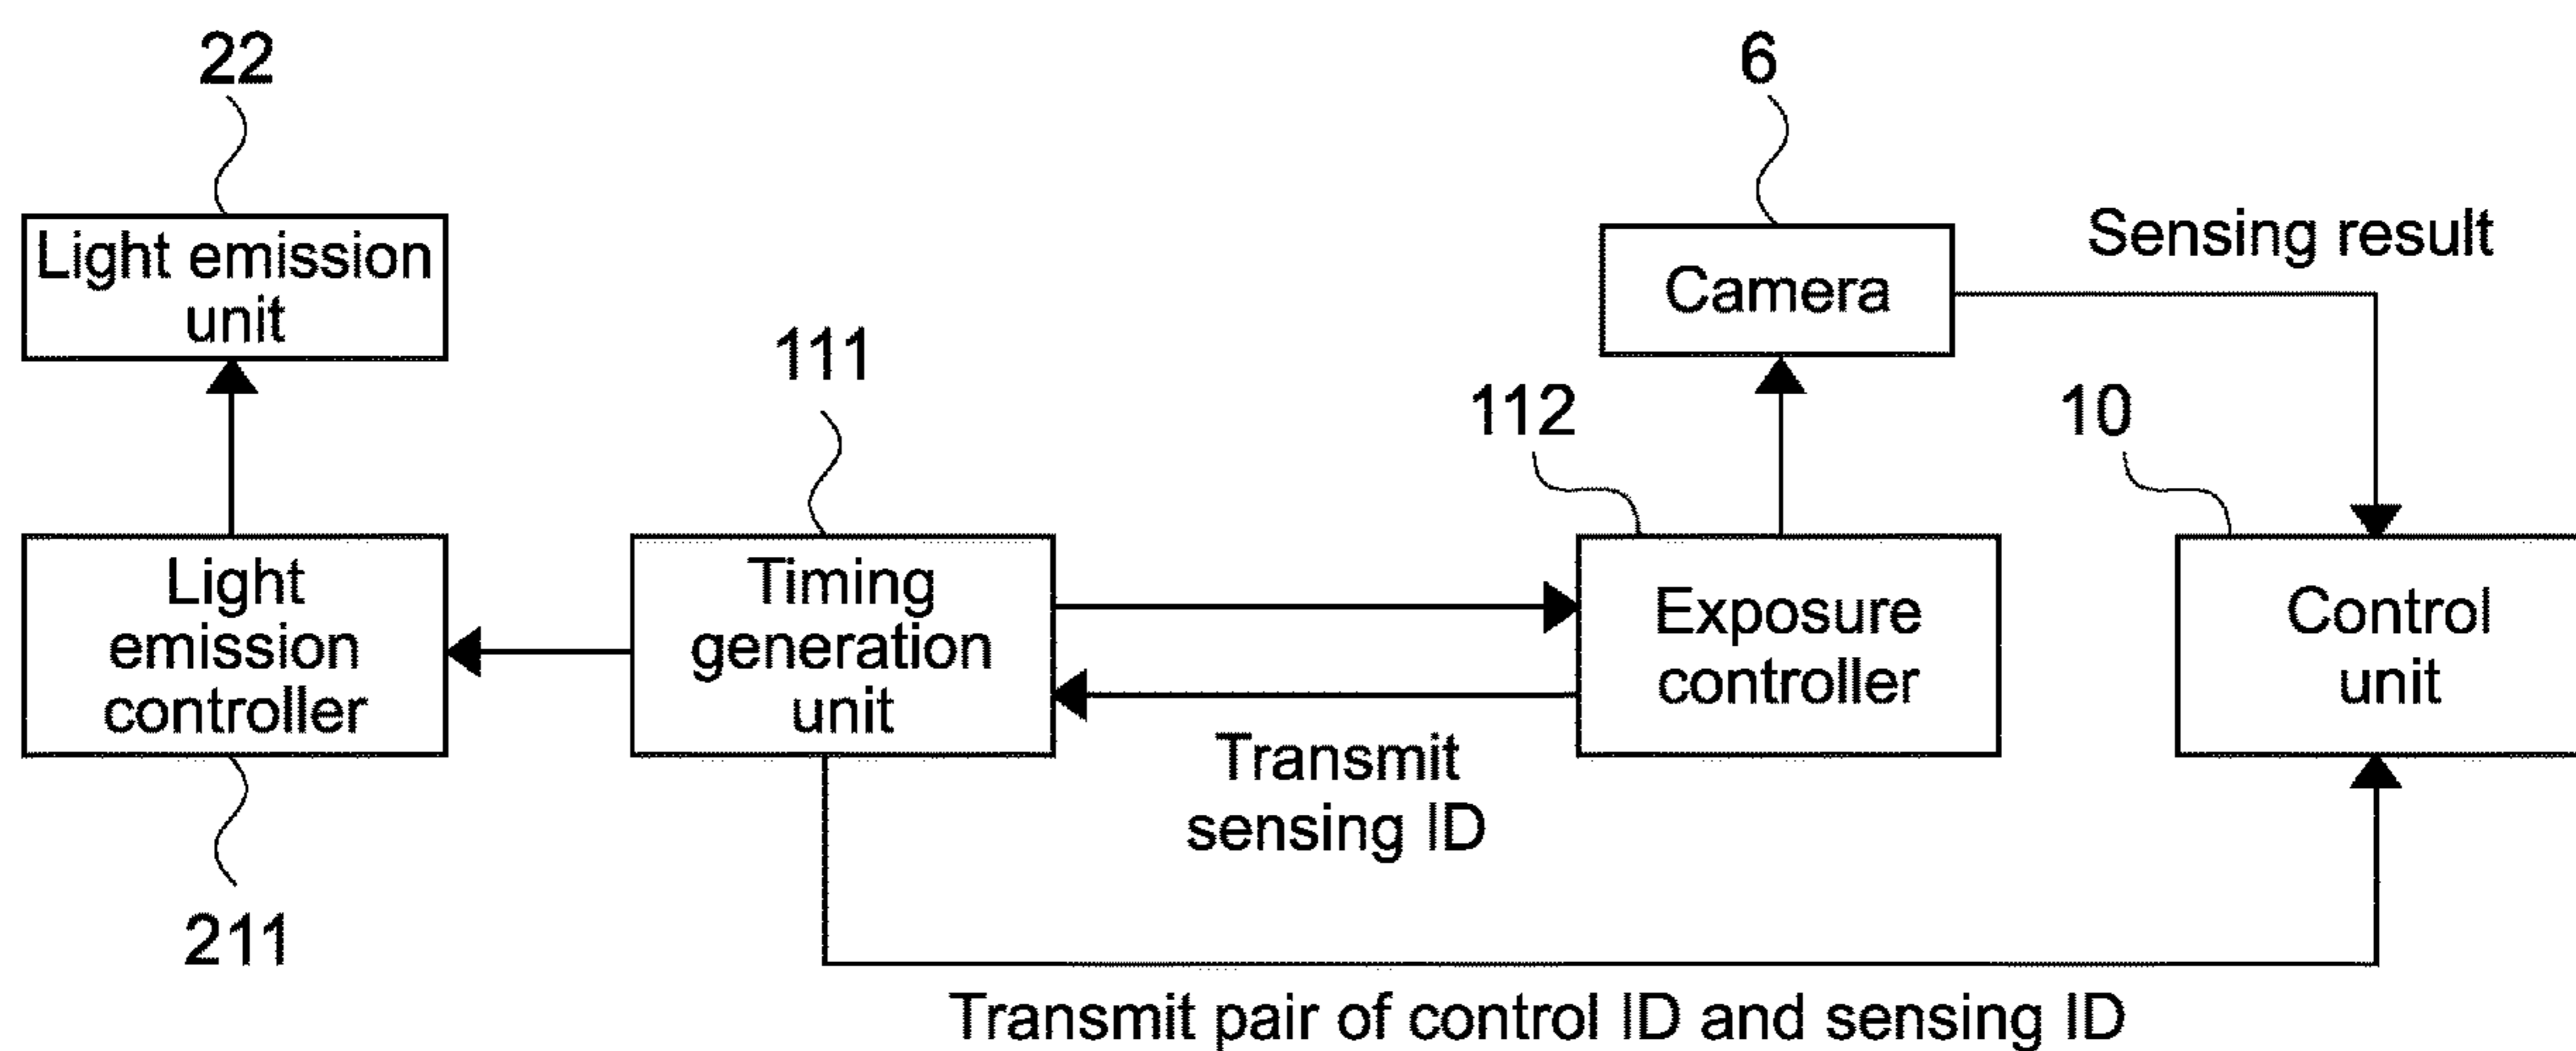 22
6
Light emission
unit
Camera
Sensing result
111
112
10
Light
emission
controller
Timing
generation
unit
Exposure
controller
Control
unit
Transmit
sensing ID
211
Transmit pair of control ID and sensing ID